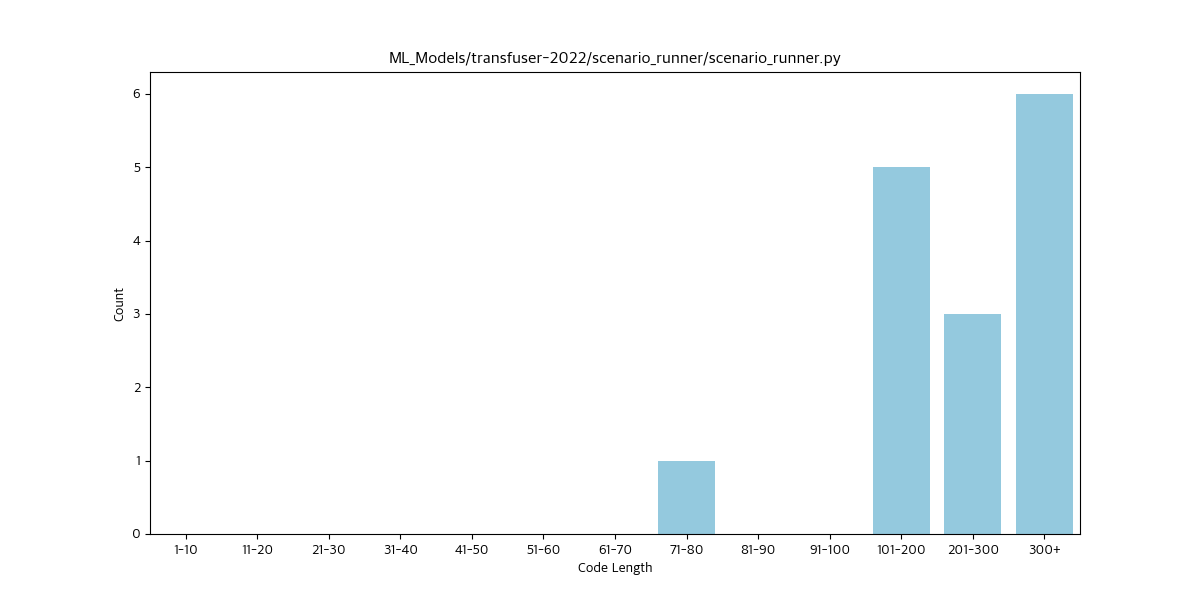 ML_Models/transfuser-2022/scenario_runner/scenario_runner.py
6
5
4
3
2
1
0
Count
1-10 11-20 21-30 31-40 41-50 51-60 61-70 71-80 81-90 91-100 101-200 201-300 300+
Code Length